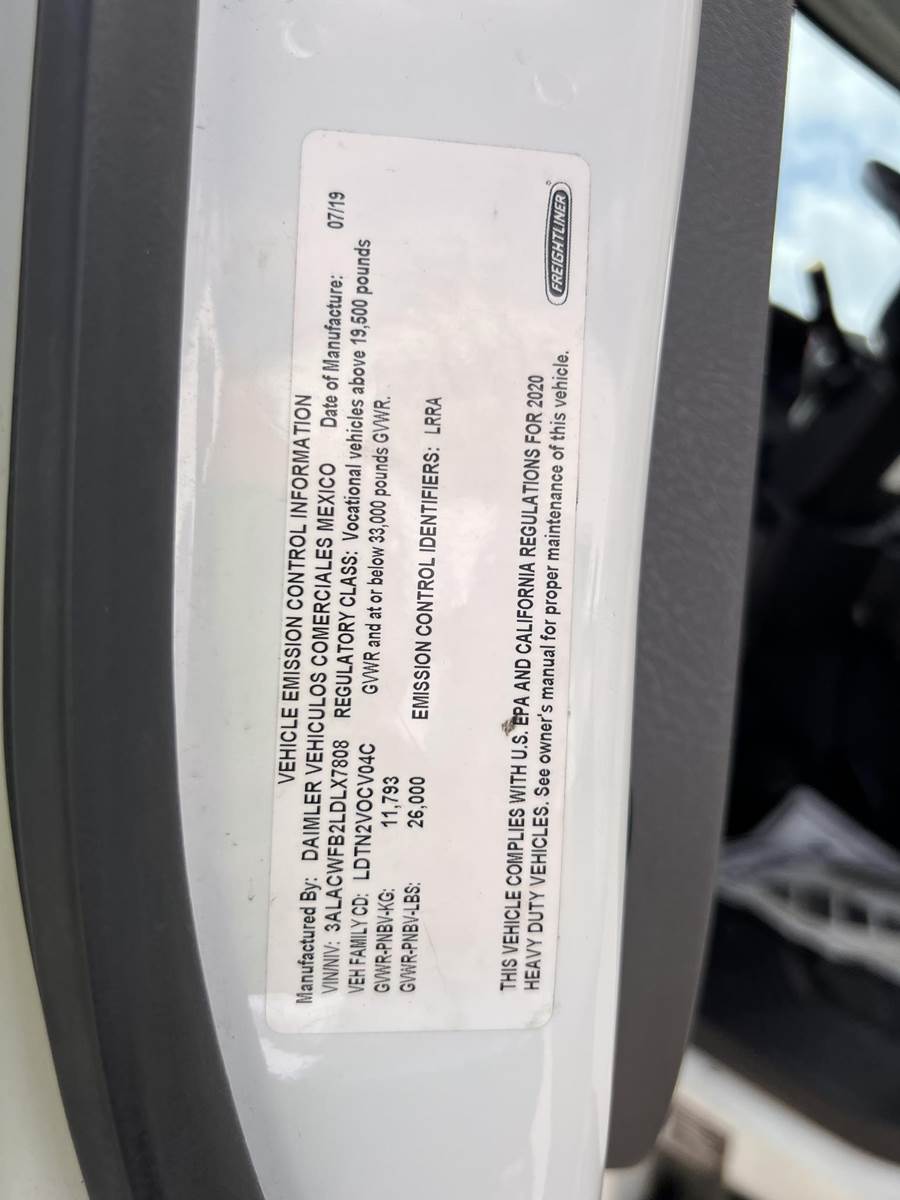 VEHICLE EMISSION CONTROL INFORMATION
Manufactured By: DAIMLER VEHICULOS COMERCIALES MEXICO Date of Manufacture: 07/19
VIN/NIV: 3ALACWFB2LDLX7808 REGULATORY CLASS: Vocational vehicles above 19,500 pounds
VEH FAMILY CD: LDTN2VOCV04C GVWR and at or below 33,000 pounds GVWR.
GVWR-PNBV-KG: 11,793
GVWR-PNBV-LBS: 26,000 EMISSION CONTROL IDENTIFIERS: LRRA
THIS VEHICLE COMPLIES WITH U.S. EPA AND CALIFORNIA REGULATIONS FOR 2020
HEAVY DUTY VEHICLES. See owner's manual for proper maintenance of this vehicle.
FREIGHTLINER